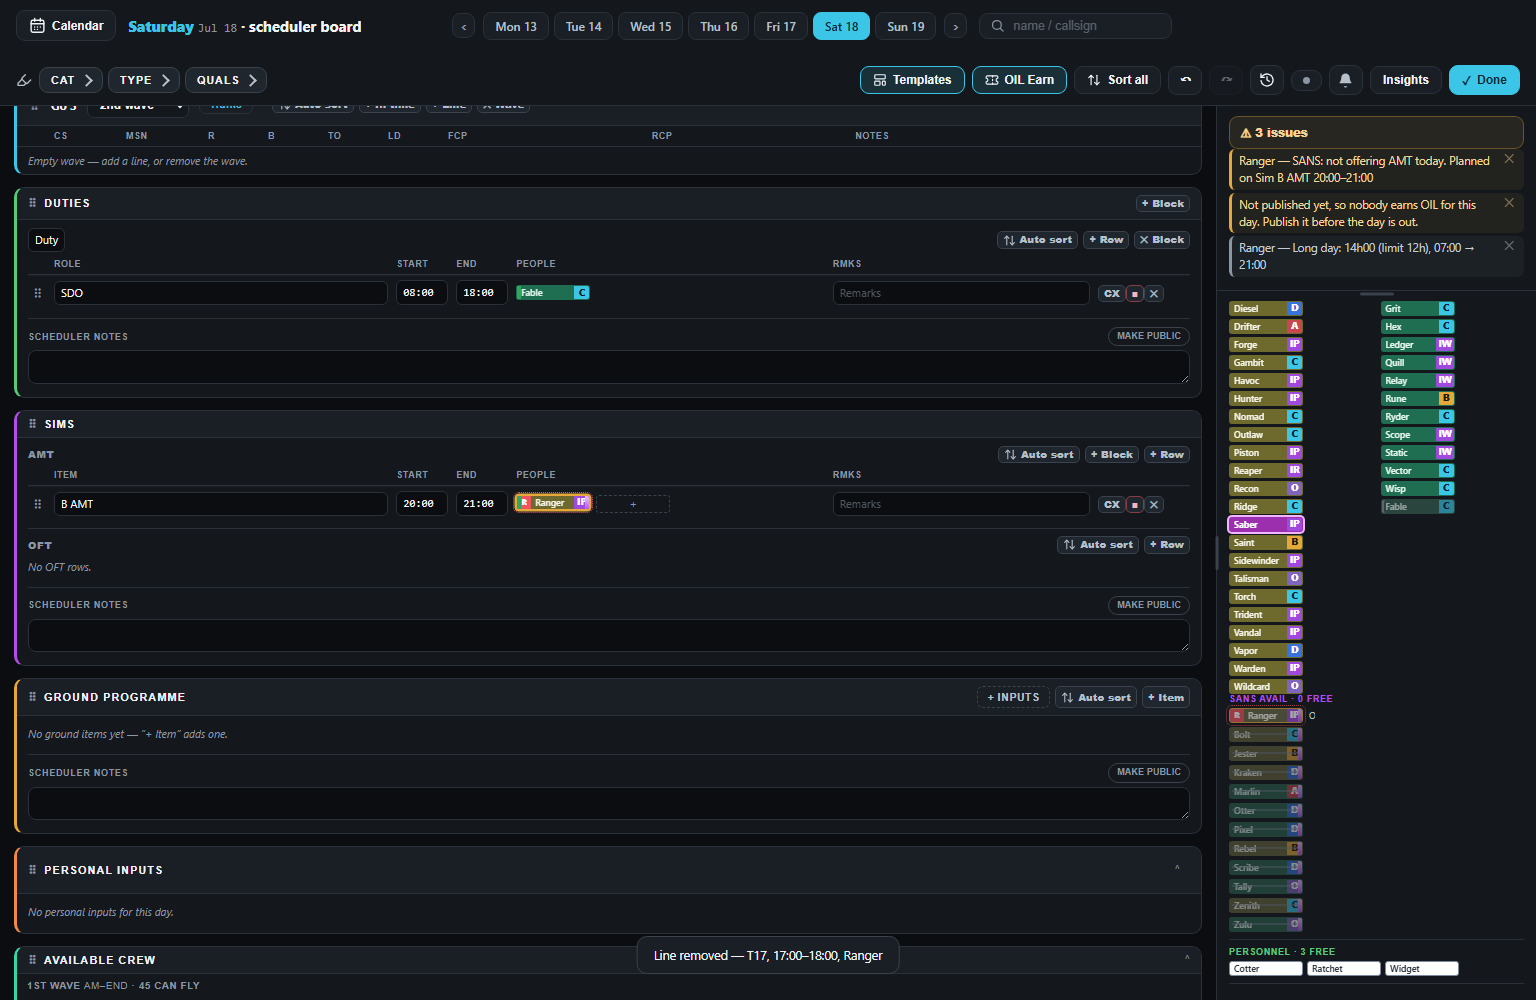 Calendar
Saturday Jul 18 · scheduler board
‹ Mon 13 Tue 14 Wed 15 Thu 16 Fri 17 Sat 18 Sun 19 ›
name / callsign
CAT TYPE QUALS
Templates OIL Earn Sort all Insights ✓ Done
CS MSN R B TO LD FCP RCP NOTES
Empty wave — add a line, or remove the wave.
DUTIES
+ Block
Duty
Auto sort + Row × Block
ROLE START END PEOPLE RMKS
SDO 08:00 18:00 Fable C Remarks CX ×
SCHEDULER NOTES
MAKE PUBLIC
SIMS
AMT
Auto sort + Block + Row
ITEM START END PEOPLE RMKS
B AMT 20:00 21:00 R Ranger IP + Remarks CX ×
OFT
Auto sort + Row
No OFT rows.
SCHEDULER NOTES
MAKE PUBLIC
GROUND PROGRAMME
+ INPUTS Auto sort + Item
No ground items yet — "+ Item" adds one.
SCHEDULER NOTES
MAKE PUBLIC
PERSONAL INPUTS
No personal inputs for this day.
AVAILABLE CREW
1ST WAVE AM–END · 45 CAN FLY
Line removed — T17, 17:00–18:00, Ranger
⚠ 3 issues
Ranger — SANS: not offering AMT today. Planned
on Sim B AMT 20:00–21:00
Not published yet, so nobody earns OIL for this
day. Publish it before the day is out.
Ranger — Long day: 14h00 (limit 12h), 07:00 →
21:00
Diesel D
Drifter A
Forge IP
Gambit C
Havoc IP
Hunter IP
Nomad C
Outlaw C
Piston IP
Reaper IR
Recon O
Ridge C
Saber IP
Saint B
Sidewinder IP
Talisman O
Torch C
Trident IP
Vandal IP
Vapor D
Warden IP
Wildcard O
Grit C
Hex C
Ledger IW
Quill IW
Relay IW
Rune B
Ryder C
Scope IW
Static IW
Vector C
Wisp C
Fable C
SANS AVAIL · 0 FREE
R Ranger IP O
Bolt C
Jester B
Kraken D
Marlin A
Otter D
Pixel D
Rebel B
Scribe D
Tally O
Zenith C
Zulu O
PERSONNEL · 3 FREE
Cotter Ratchet Widget